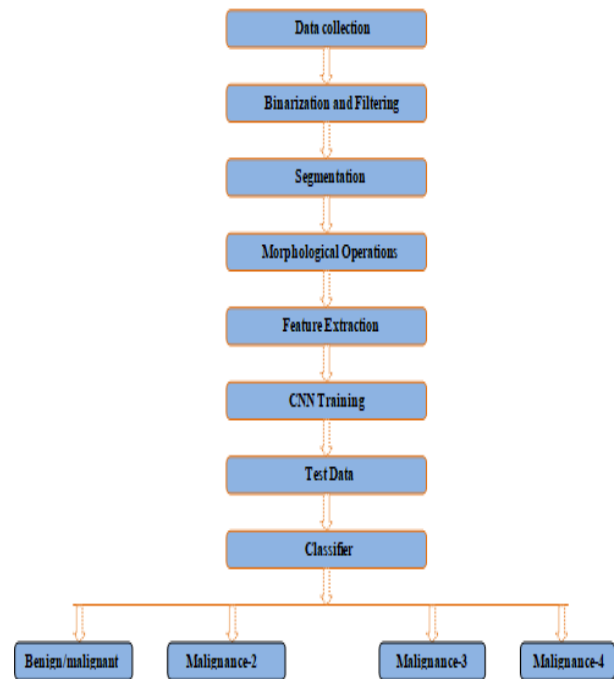 Data collection
Binarization and Filtering
Segmentation
Morphological Operations
Feature Extraction
CNN Training
Test Data
Classifier
Benign/malignant
Malignance-2
Malignance-3
Malignance-4